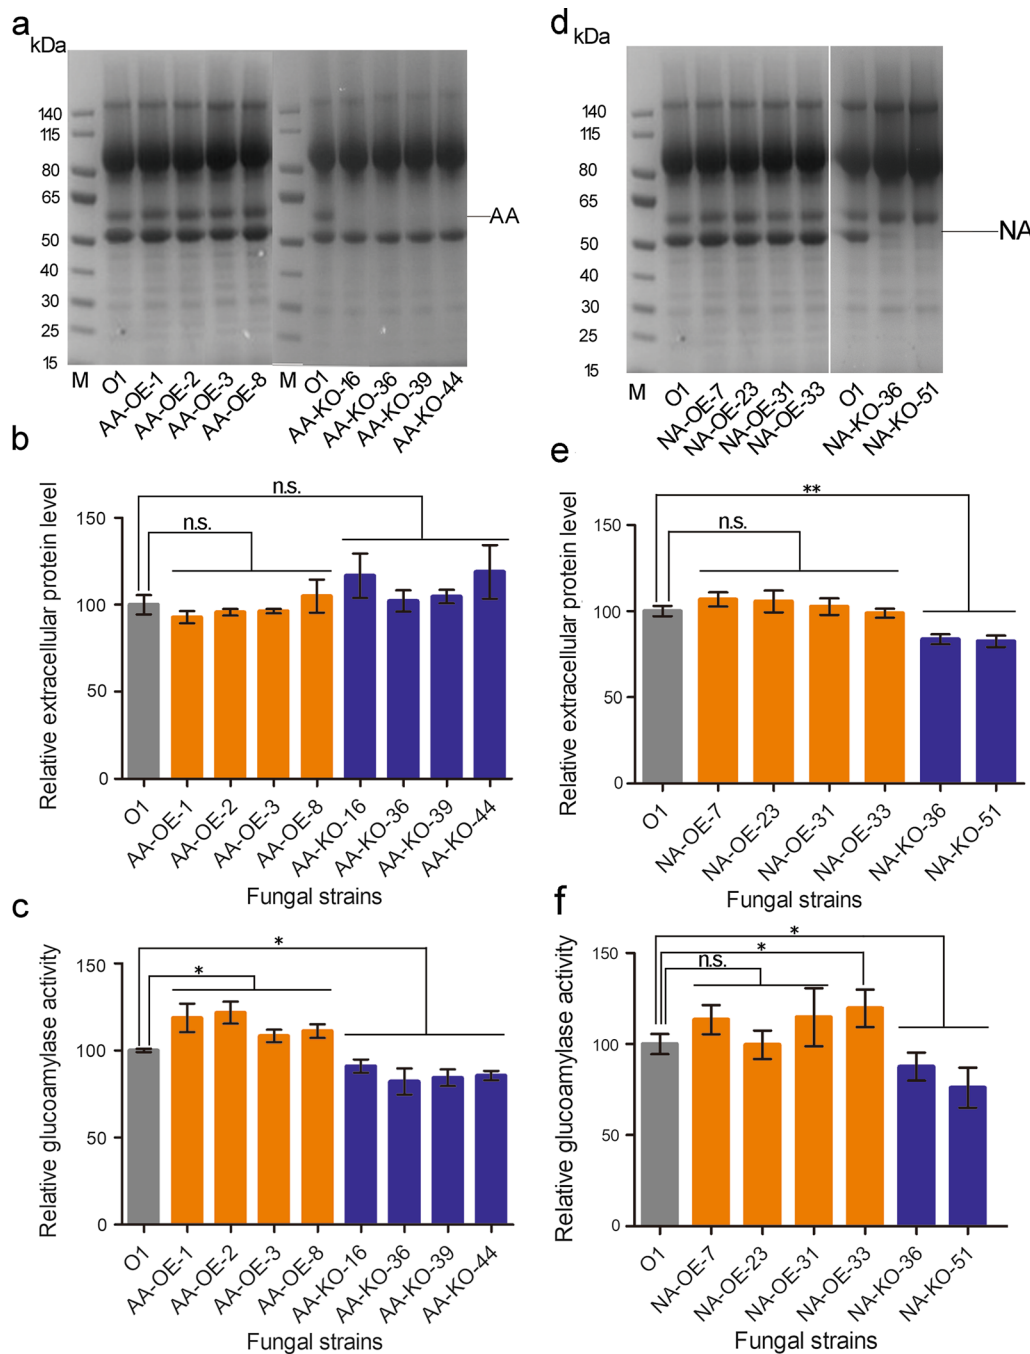 a
kDa
140
115
80
65
50
40
30
25
15
AA
M
O1
AA-OE-1
AA-OE-2
AA-OE-3
AA-OE-8
M
O1
AA-KO-16
AA-KO-36
AA-KO-39
AA-KO-44
b
Relative extracellular protein level
150
100
50
0
n.s.
n.s.
O1
AA-OE-1
AA-OE-2
AA-OE-3
AA-OE-8
AA-KO-16
AA-KO-36
AA-KO-39
AA-KO-44
Fungal strains
c
Relative glucoamylase activity
150
100
50
0
*
*
O1
AA-OE-1
AA-OE-2
AA-OE-3
AA-OE-8
AA-KO-16
AA-KO-36
AA-KO-39
AA-KO-44
Fungal strains
d
kDa
140
115
80
65
50
40
30
25
15
NA
M
O1
NA-OE-7
NA-OE-23
NA-OE-31
NA-OE-33
O1
NA-KO-36
NA-KO-51
e
Relative extracellular protein level
150
100
50
0
**
n.s.
O1
NA-OE-7
NA-OE-23
NA-OE-31
NA-OE-33
NA-KO-36
NA-KO-51
Fungal strains
f
Relative glucoamylase activity
150
100
50
0
*
*
n.s.
O1
NA-OE-7
NA-OE-23
NA-OE-31
NA-OE-33
NA-KO-36
NA-KO-51
Fungal strains